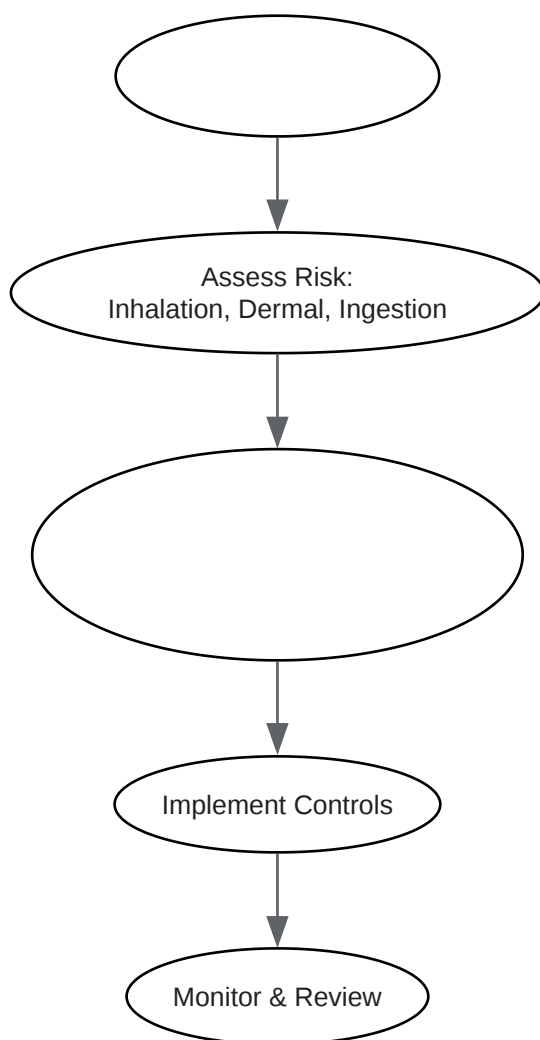 Assess Risk:
Inhalation, Dermal, Ingestion
Implement Controls
Monitor & Review